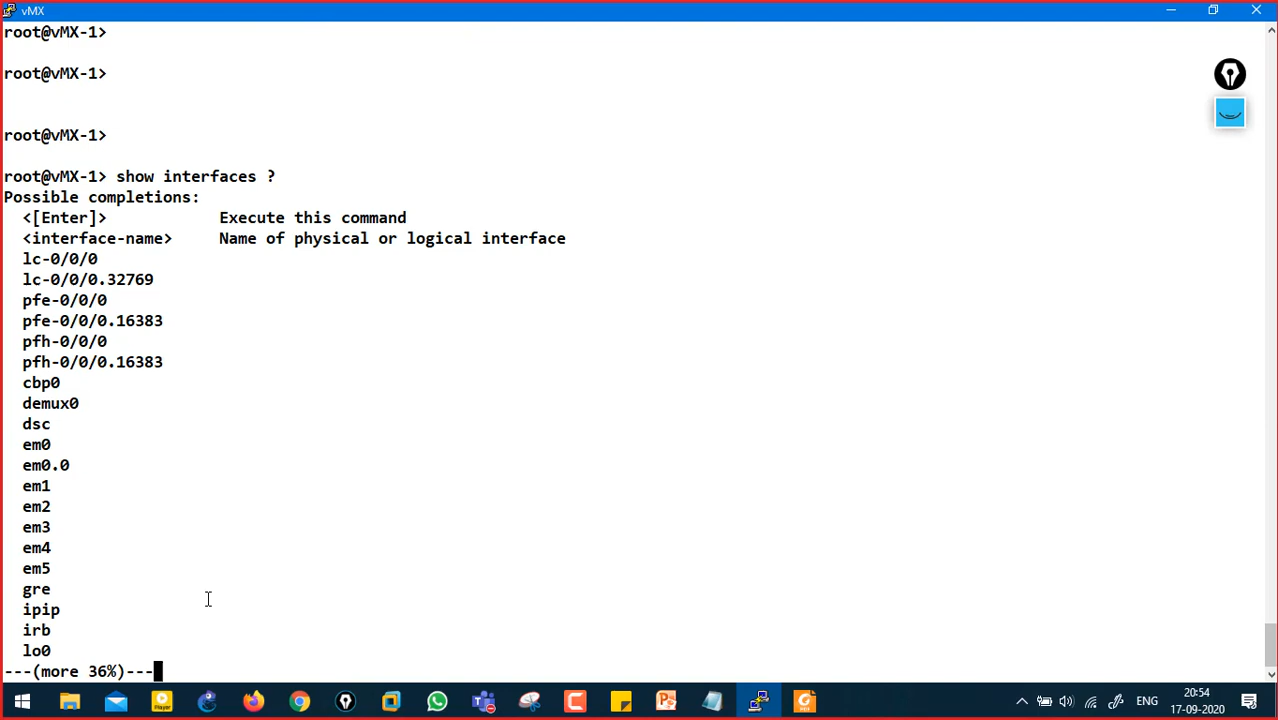 vMX
root@vMX-1>
root@vMX-1>
root@vMX-1>
root@vMX-1> show interfaces ?
Possible completions:
<[Enter]> Execute this command
<interface-name> Name of physical or logical interface
lc-0/0/0
lc-0/0/0.32769
pfe-0/0/0
pfe-0/0/0.16383
pfh-0/0/0
pfh-0/0/0.16383
cbp0
demux0
dsc
em0
em0.0
em1
em2
em3
em4
em5
gre
ipip
irb
lo0
---(more 36%)---
ENG
20:54
17-09-2020